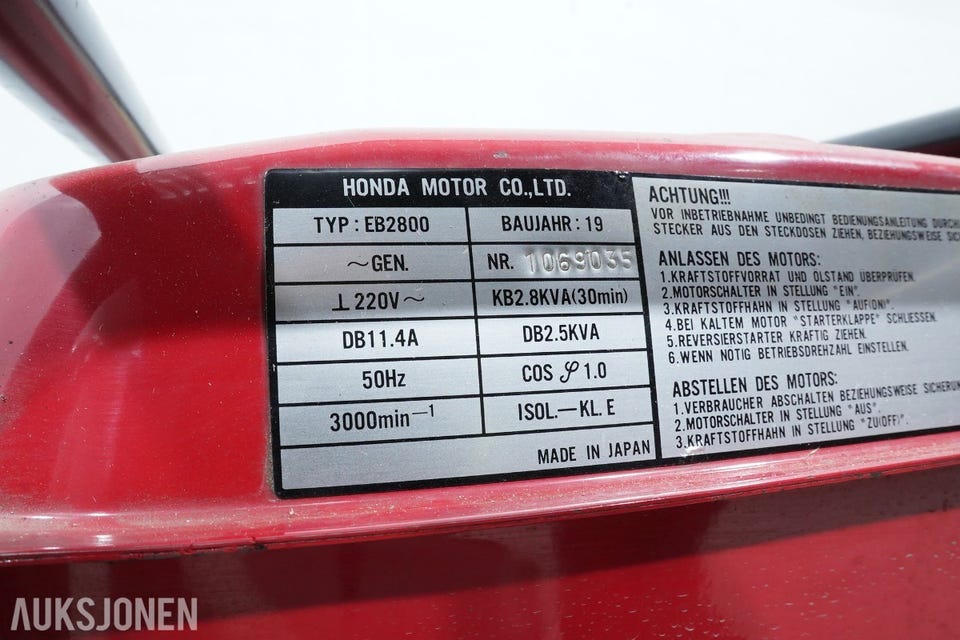 HONDA MOTOR CO.,LTD.
TYP : EB2800 BAUJAHR : 19
~GEN. NR. 1069035
⊥ 220V~ KB2.8KVA(30min)
DB11.4A DB2.5KVA
50Hz COS 𝒮 1.0
3000min⁻¹ ISOL.—KL.E
MADE IN JAPAN
ACHTUNG!!!
VOR INBETRIEBNAHME UNBEDINGT BEDIENUNGSANLEITUNG
STECKER AUS DEN STECKDOSEN ZIEHEN, BEZIEHUNGSWEISE
ANLASSEN DES MOTORS:
1.KRAFTSTOFFVORRAT UND OLSTAND ÜBERPRÜFEN.
2.MOTORSCHALTER IN STELLUNG "EIN".
3.KRAFTSTOFFHAHN IN STELLUNG "AUF(ON)".
4.BEI KALTEM MOTOR "STARTERKLAPPE" SCHLIESSEN.
5.REVERSIERSTARTER KRAFTIG ZIEHEN.
6.WENN NOTIG BETRIEBSDREHZAHL EINSTELLEN.
ABSTELLEN DES MOTORS:
1.VERBRAUCHER ABSCHALTEN BEZIEHUNGSWEISE
2.MOTORSCHALTER IN STELLUNG "AUS".
3.KRAFTSTOFFHAHN IN STELLUNG "ZU(OFF)".
AUKSJONEN